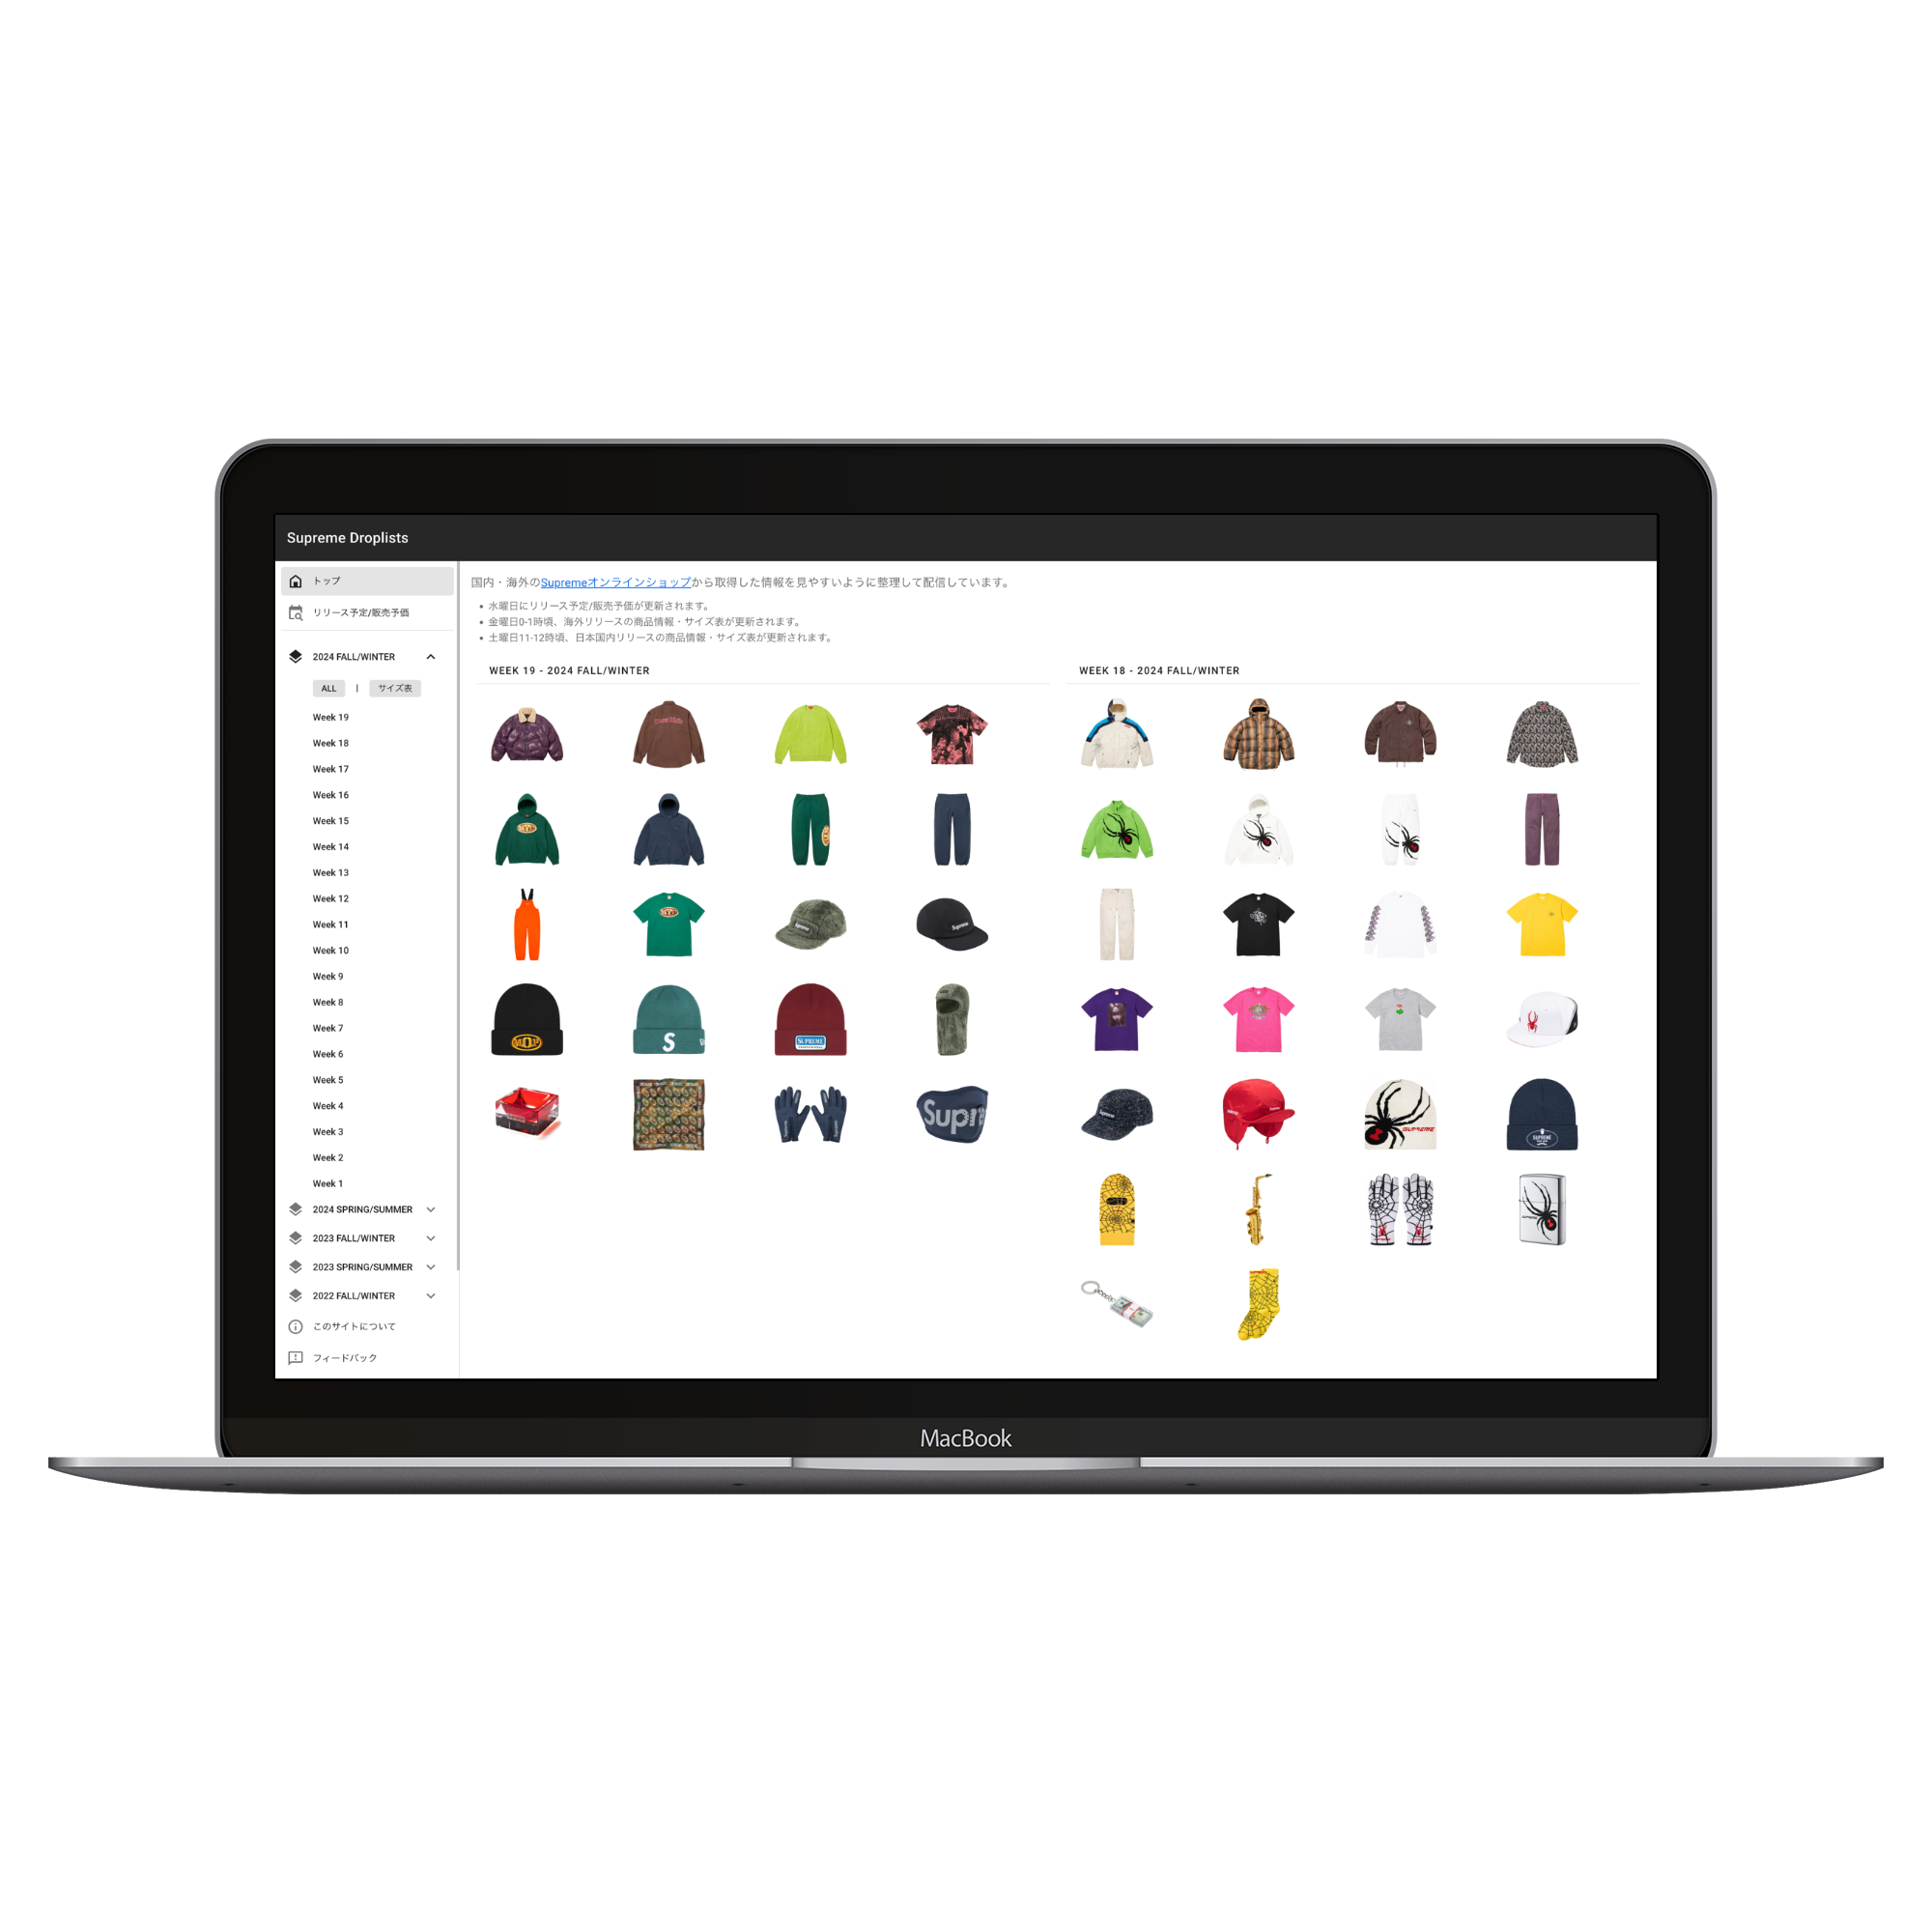 Supreme Droplists
トップ
リリース予定/販売予価
2024 FALL/WINTER
ALL | サイズ表
Week 19
Week 18
Week 17
Week 16
Week 15
Week 14
Week 13
Week 12
Week 11
Week 10
Week 9
Week 8
Week 7
Week 6
Week 5
Week 4
Week 3
Week 2
Week 1
2024 SPRING/SUMMER
2023 FALL/WINTER
2023 SPRING/SUMMER
2022 FALL/WINTER
このサイトについて
フィードバック
国内・海外のSupremeオンラインショップから取得した情報を見やすいように整理して配信しています。
• 水曜日にリリース予定/販売予価が更新されます。
• 金曜日0-1時頃、海外リリースの商品情報・サイズ表が更新されます。
• 土曜日11-12時頃、日本国内リリースの商品情報・サイズ表が更新されます。
WEEK 19 - 2024 FALL/WINTER
Supreme
Supreme
M.O.P
S
SUPREME
Supr
WEEK 18 - 2024 FALL/WINTER
Supreme
SUPREME
SUPREME
MacBook